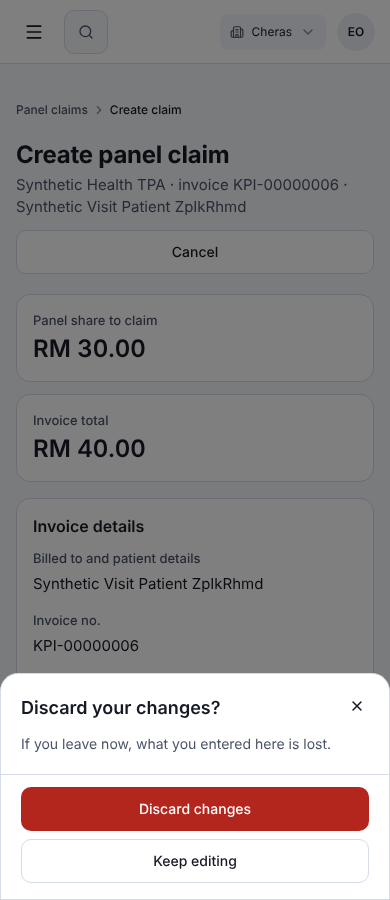 Cheras
EO
Panel claims
Create claim
Create panel claim
Synthetic Health TPA · invoice KPI-00000006 ·
Synthetic Visit Patient ZplkRhmd
Cancel
Panel share to claim
RM 30.00
Invoice total
RM 40.00
Invoice details
Billed to and patient details
Synthetic Visit Patient ZplkRhmd
Invoice no.
KPI-00000006
Discard your changes?
If you leave now, what you entered here is lost.
Discard changes
Keep editing